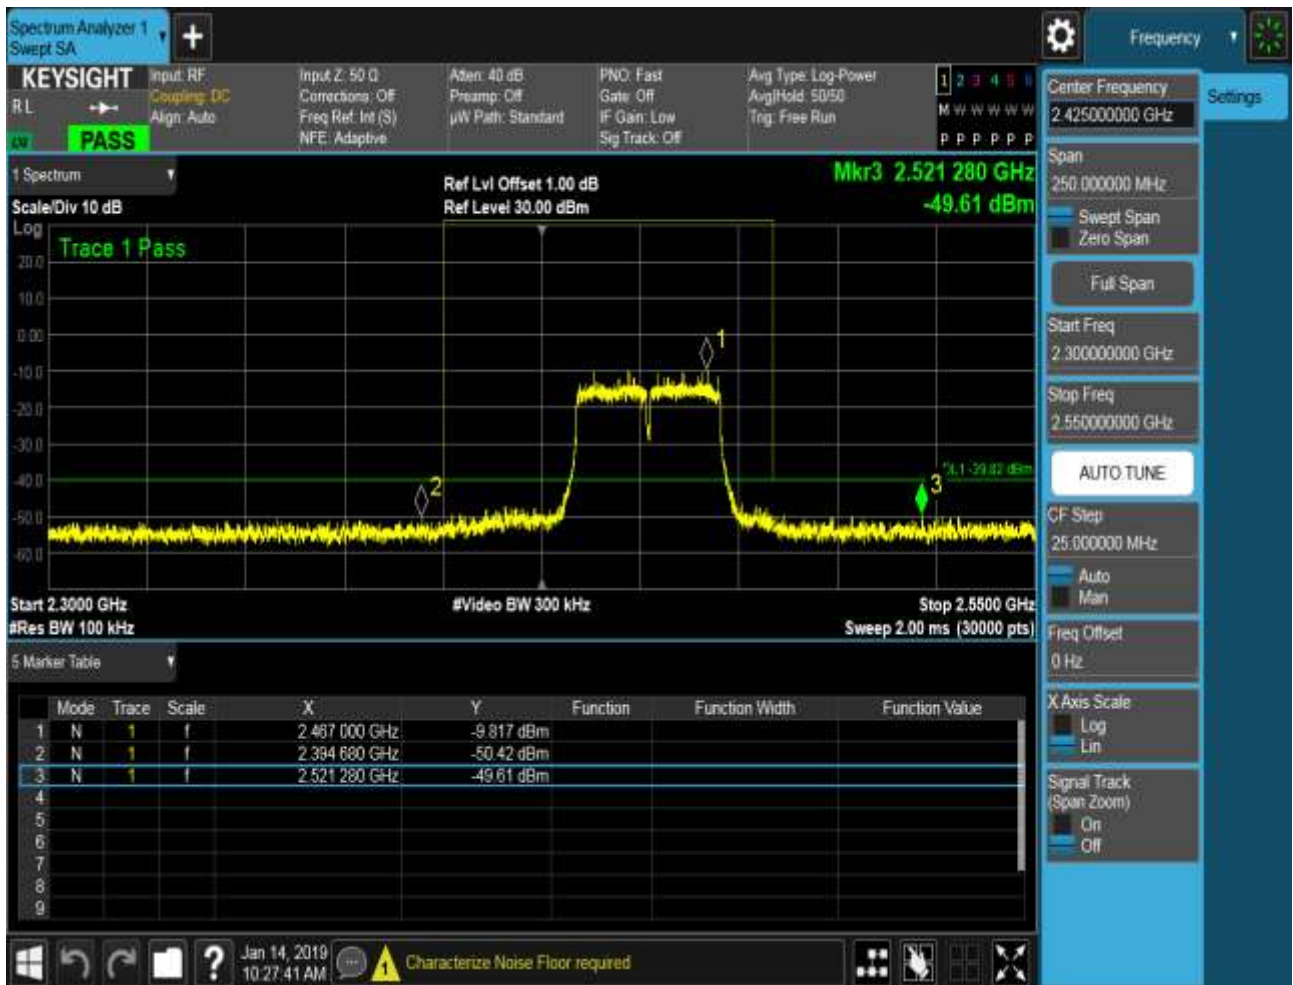 Spectrum Analyzer 1
Swept SA
+
Frequency
KEYSIGHT
R L
PASS
Input: RF
Coupling: DC
Align: Auto
Input Z: 50 Ω
Corrections: Off
Freq Ref: Int (S)
NFE: Adaptive
Atten: 40 dB
Preamp: Off
µW Path: Standard
PNO: Fast
Gate: Off
IF Gain: Low
Sig Track: Off
Avg Type: Log-Power
Avg|Hold: 50/50
Trig: Free Run
1 2 3 4 5 6
M W W W W W
P P P P P P
1 Spectrum
Scale/Div 10 dB
Ref Lvl Offset 1.00 dB
Ref Level 30.00 dBm
Mkr3 2.521 280 GHz
-49.61 dBm
Log
Trace 1 Pass
20.0
10.0
0.00
-10.0
-20.0
-30.0
-40.0
-50.0
-60.0
1
2
3
DL1 -39.82 dBm
Start 2.3000 GHz
#Res BW 100 kHz
#Video BW 300 kHz
Stop 2.5500 GHz
Sweep 2.00 ms (30000 pts)
5 Marker Table
Mode Trace Scale X Y Function Function Width Function Value
1 N 1 f 2.467 000 GHz -9.817 dBm
2 N 1 f 2.394 680 GHz -50.42 dBm
3 N 1 f 2.521 280 GHz -49.61 dBm
4
5
6
7
8
9
Center Frequency
2.425000000 GHz
Settings
Span
250.000000 MHz
Swept Span
Zero Span
Full Span
Start Freq
2.300000000 GHz
Stop Freq
2.550000000 GHz
AUTO TUNE
CF Step
25.000000 MHz
Auto
Man
Freq Offset
0 Hz
X Axis Scale
Log
Lin
Signal Track
(Span Zoom)
On
Off
?
Jan 14, 2019
10:27:41 AM
1
Characterize Noise Floor required